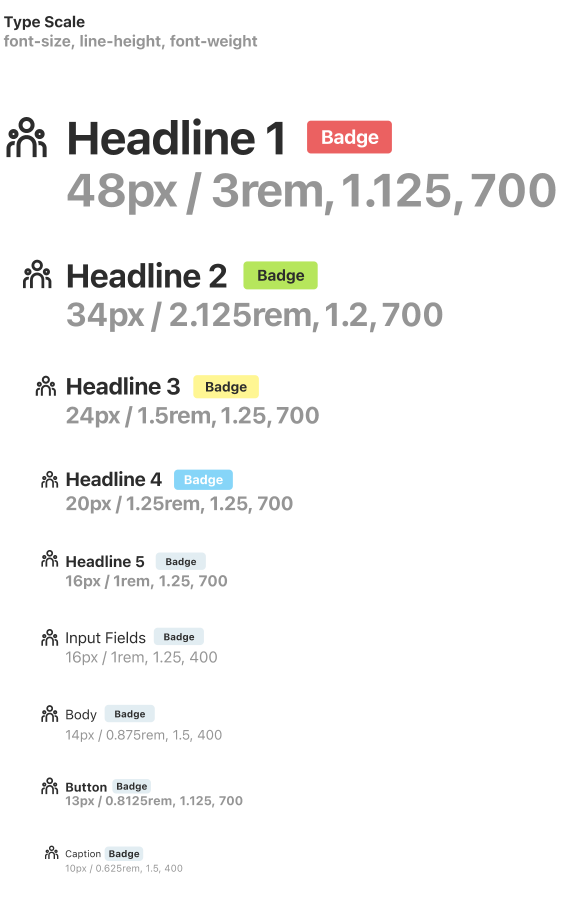 Type Scale
font-size, line-height, font-weight
Headline 1 Badge
48px / 3rem, 1.125, 700
Headline 2 Badge
34px / 2.125rem, 1.2, 700
Headline 3 Badge
24px / 1.5rem, 1.25, 700
Headline 4 Badge
20px / 1.25rem, 1.25, 700
Headline 5 Badge
16px / 1rem, 1.25, 700
Input Fields Badge
16px / 1rem, 1.25, 400
Body Badge
14px / 0.875rem, 1.5, 400
Button Badge
13px / 0.8125rem, 1.125, 700
Caption Badge
10px / 0.625rem, 1.5, 400